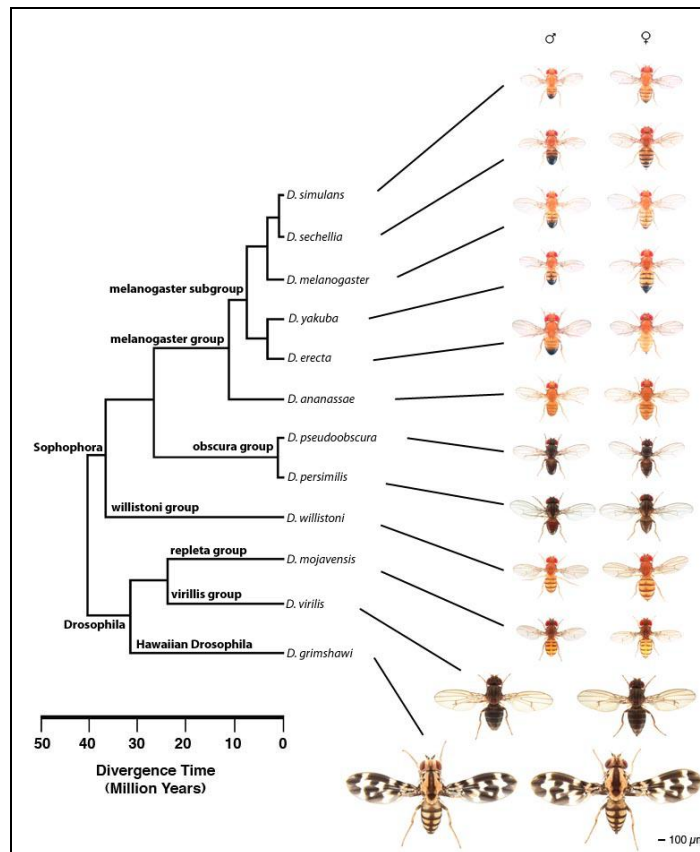 ♂ ♀
D. simulans
D. sechellia
D. melanogaster
melanogaster subgroup
D. yakuba
melanogaster group
D. erecta
D. ananassae
D. pseudoobscura
Sophophora
obscura group
D. persimilis
willistoni group
D. willistoni
repleta group
D. mojavensis
virillis group
D. virilis
Drosophila
Hawaiian Drosophila
D. grimshawi
50 40 30 20 10 0
Divergence Time
(Million Years)
100 µm